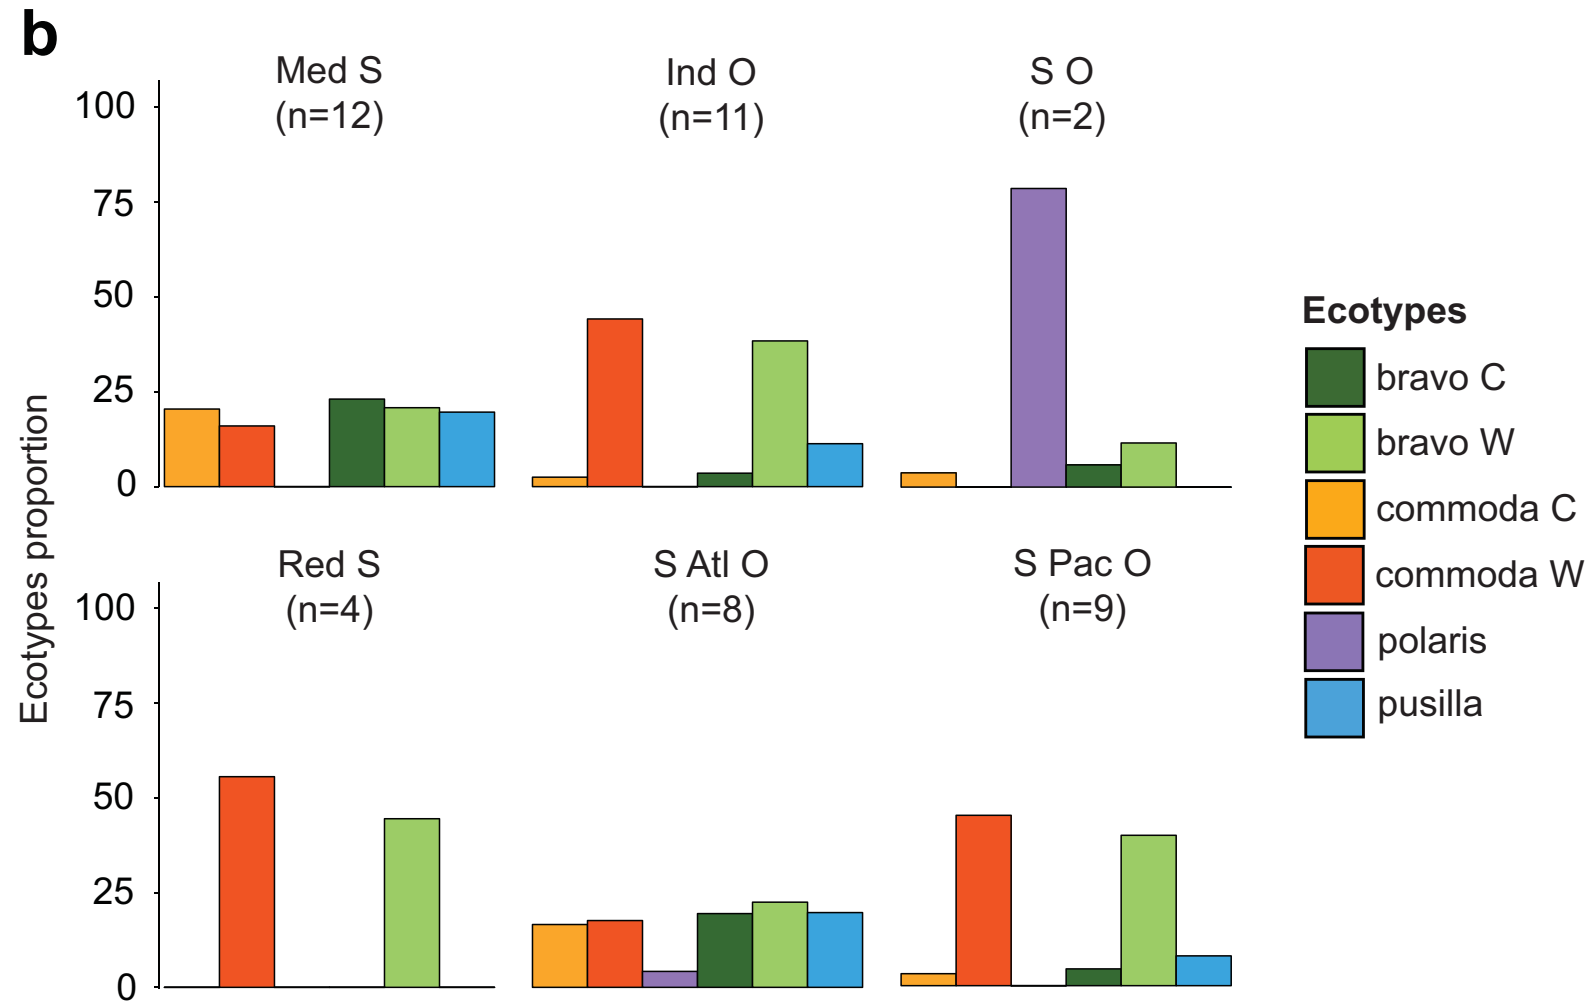 b
Med S
(n=12)
Ind O
(n=11)
S O
(n=2)
100
75
50
25
0
Red S
(n=4)
S Atl O
(n=8)
S Pac O
(n=9)
100
75
50
25
0
Ecotypes proportion
Ecotypes
bravo C
bravo W
commoda C
commoda W
polaris
pusilla